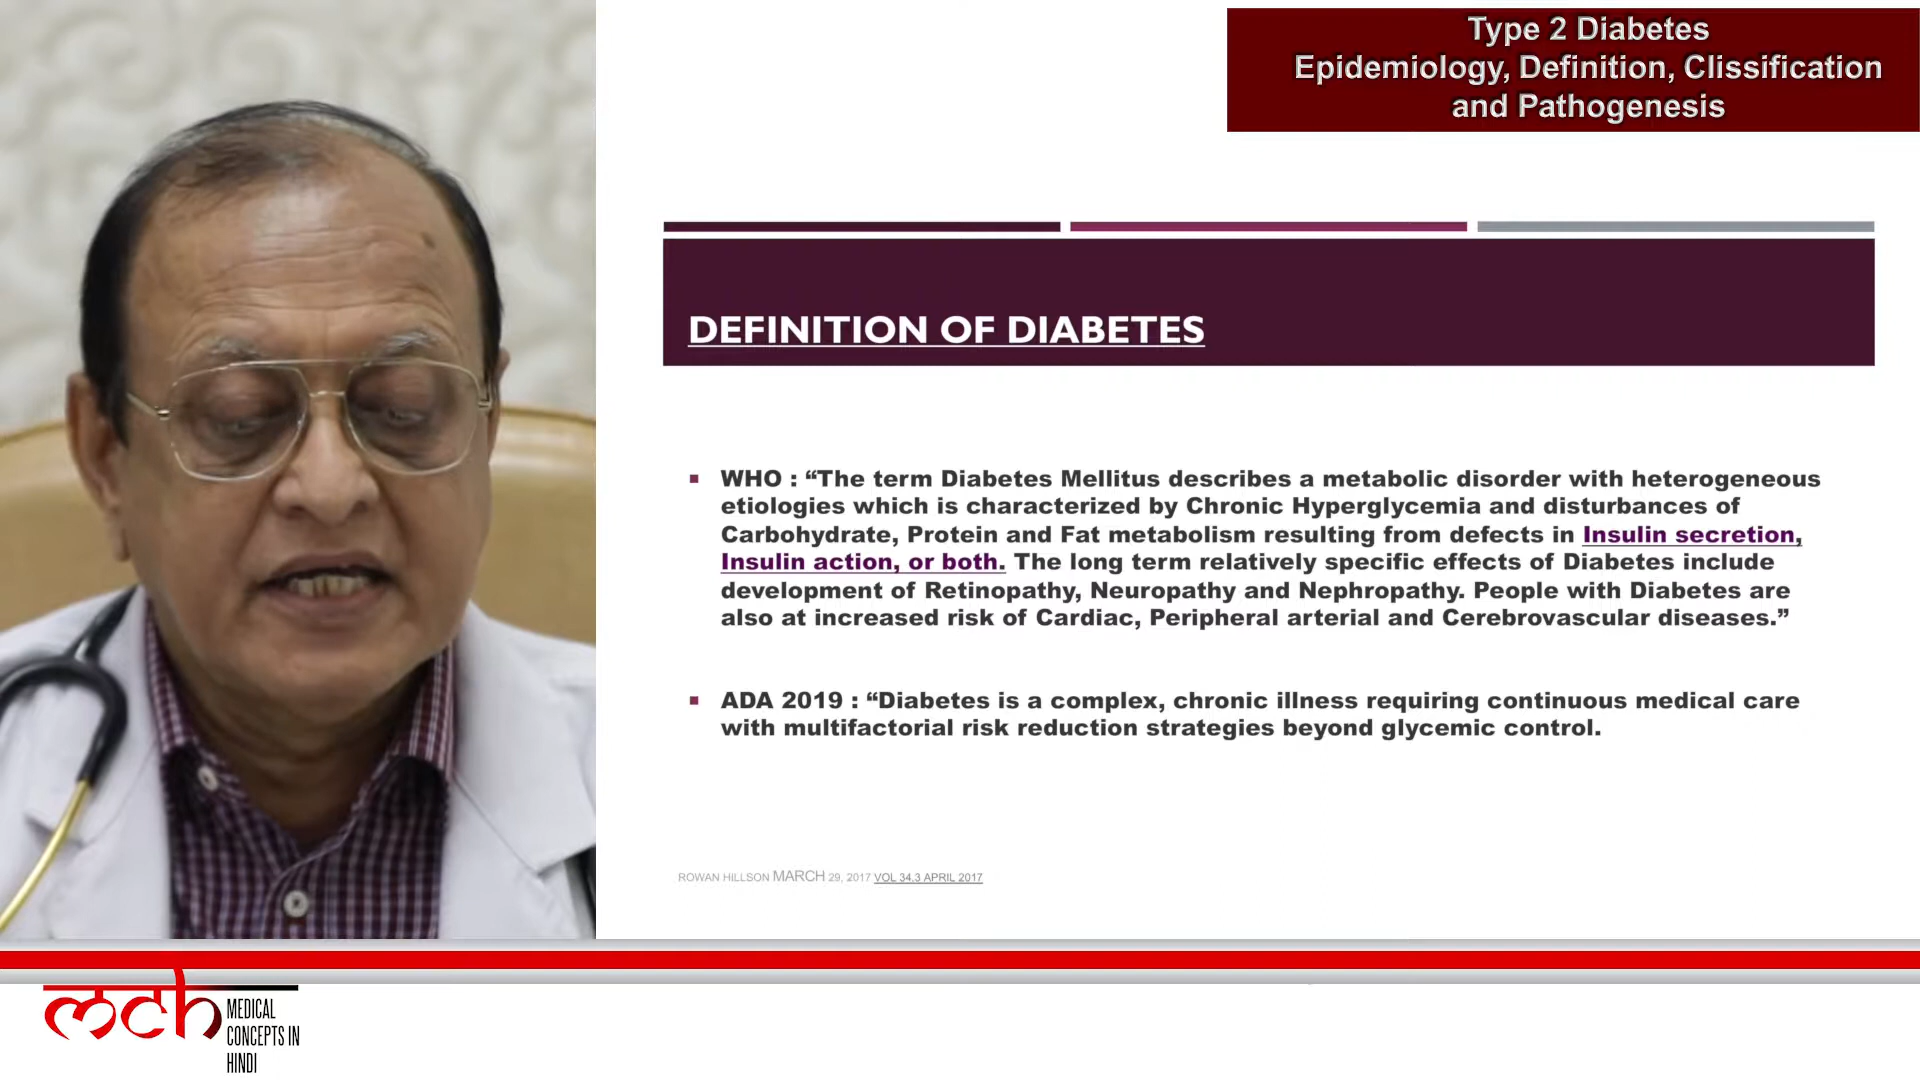 Type 2 Diabetes
Epidemiology, Definition, Clissification
and Pathogenesis
DEFINITION OF DIABETES
WHO : “The term Diabetes Mellitus describes a metabolic disorder with heterogeneous
etiologies which is characterized by Chronic Hyperglycemia and disturbances of
Carbohydrate, Protein and Fat metabolism resulting from defects in Insulin secretion,
Insulin action, or both. The long term relatively specific effects of Diabetes include
development of Retinopathy, Neuropathy and Nephropathy. People with Diabetes are
also at increased risk of Cardiac, Peripheral arterial and Cerebrovascular diseases.”
ADA 2019 : “Diabetes is a complex, chronic illness requiring continuous medical care
with multifactorial risk reduction strategies beyond glycemic control.
ROWAN HILLSON MARCH 29, 2017 VOL 34.3 APRIL 2017
mch
MEDICAL
CONCEPTS IN
HINDI